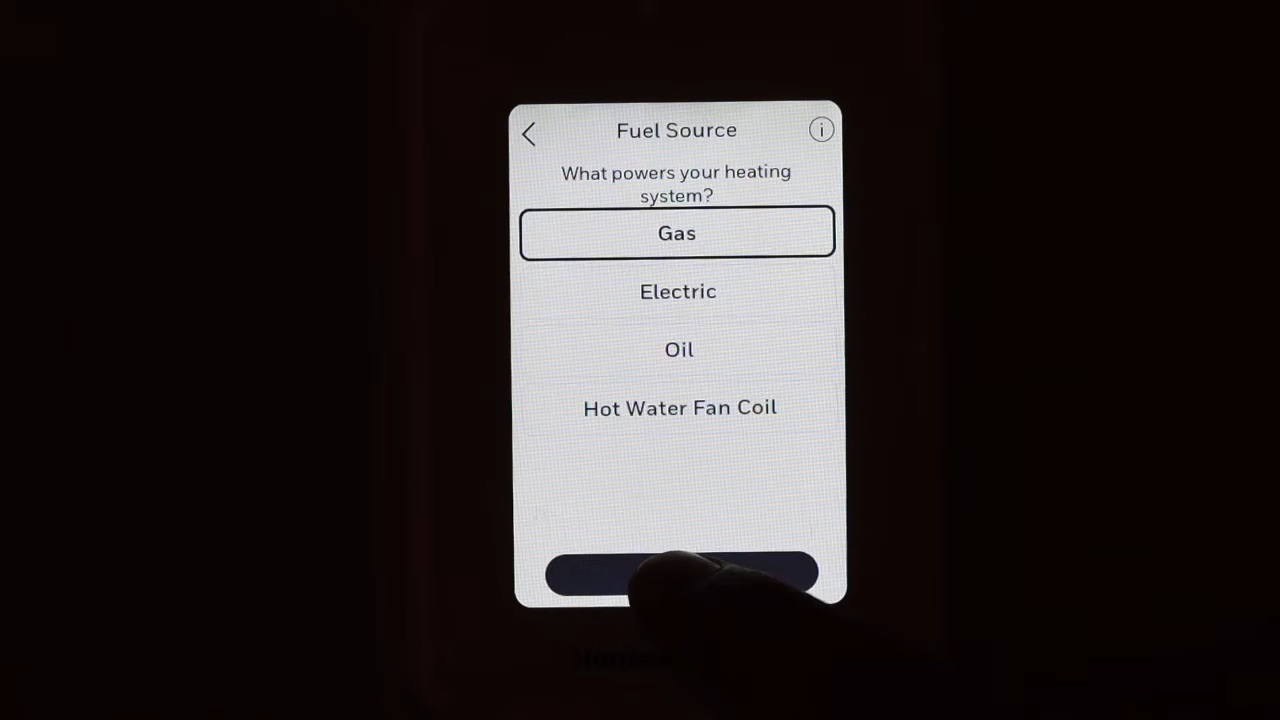 Fuel Source
What powers your heating
system?
Gas
Electric
Oil
Hot Water Fan Coil